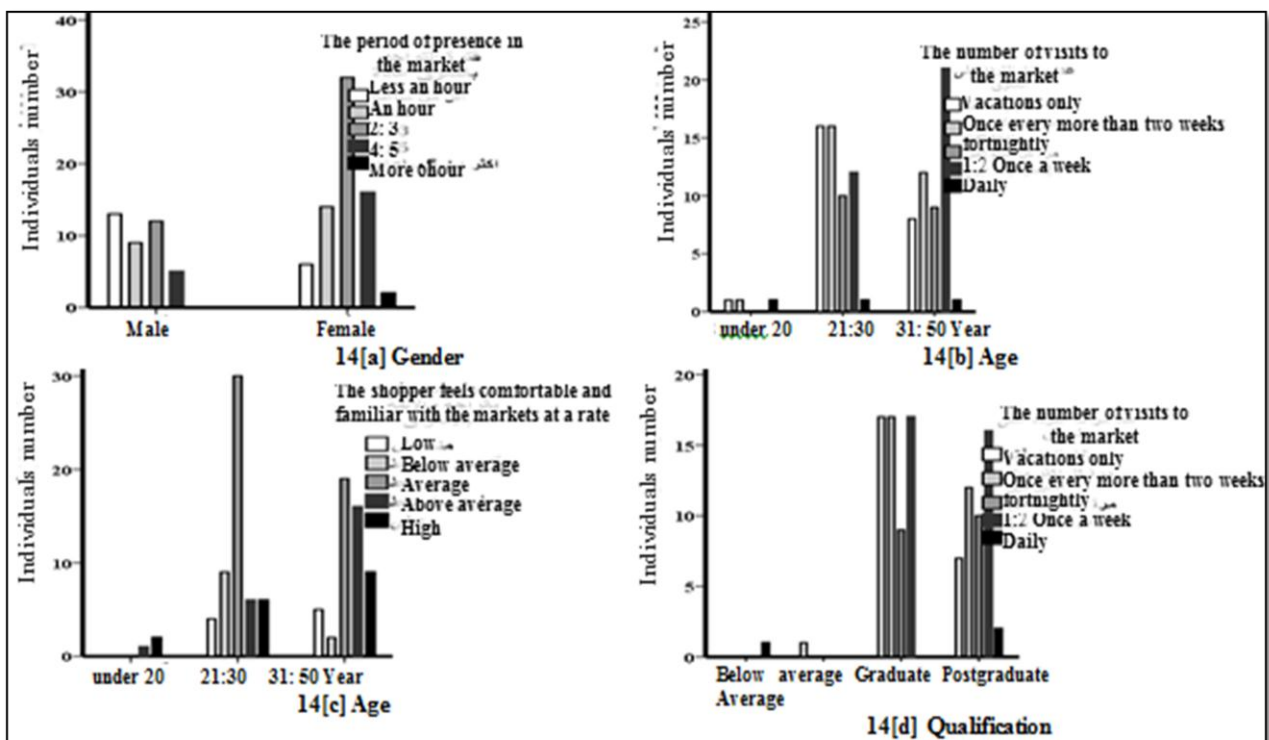 Individuals number
40
30
20
10
0
The period of presence in
the market
Less an hour
An hour
2: 3
4: 5
More ofhour
Male
Female
14[a] Gender
Individuals number
25
20
15
10
5
0
The number of visits to
the market
Vacations only
Once every more than two weeks
fortnightly
1:2 Once a week
Daily
under 20
21:30
31: 50 Year
14[b] Age
Individuals number
30
20
10
0
The shopper feels comfortable and
familiar with the markets at a rate
Low
Below average
Average
Above average
High
under 20
21:30
31: 50 Year
14[c] Age
Individuals number
20
15
10
5
0
The number of visits to
the market
Vacations only
Once every more than two weeks
fortnightly
1:2 Once a week
Daily
Below
Average
average
Graduate
Postgraduate
14[d] Qualification